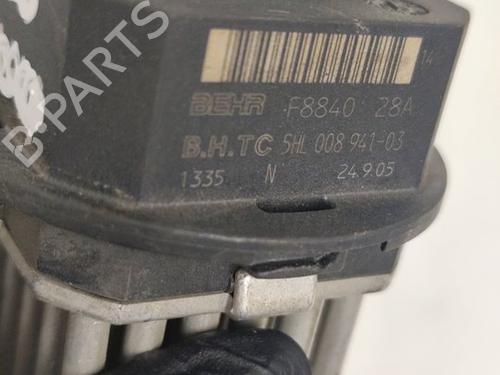 14
BEHR F8840 28A
B.H.TC 5HL 008 941-03
1335 N 24.9.05
B-PARTS